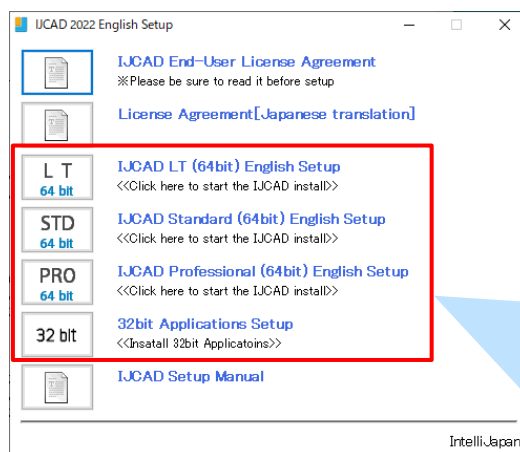 IJCAD 2022 English Setup
IJCAD End-User License Agreement
※Please be sure to read it before setup
License Agreement[Japanese translation]
L T
64 bit
IJCAD LT (64bit) English Setup
<<Click here to start the IJCAD install>>
STD
64 bit
IJCAD Standard (64bit) English Setup
<<Click here to start the IJCAD install>>
PRO
64 bit
IJCAD Professional (64bit) English Setup
<<Click here to start the IJCAD install>>
32 bit
32bit Applications Setup
<<Insatall 32bit Applicatoins>>
IJCAD Setup Manual
IntelliJapan